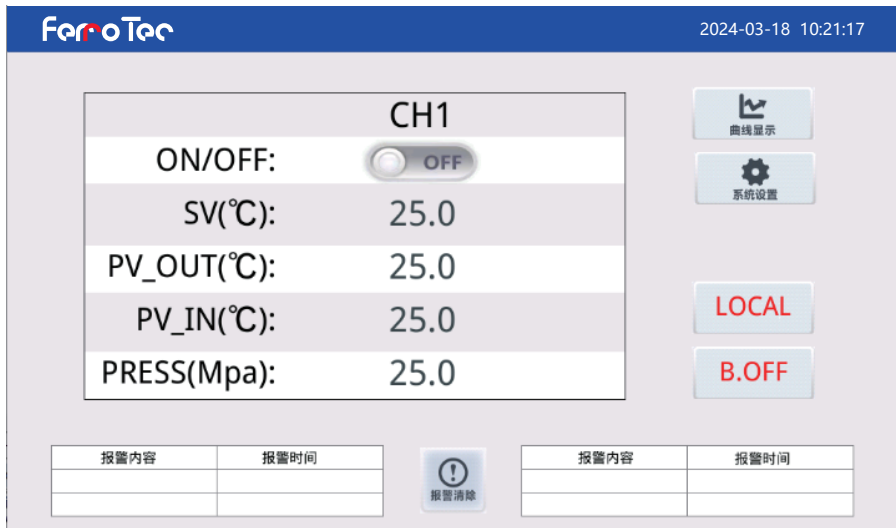 FerroTec
2024-03-18 10:21:17
CH1
ON/OFF: OFF
SV(℃): 25.0
PV_OUT(℃): 25.0
PV_IN(℃): 25.0
PRESS(Mpa): 25.0
曲线显示
系统设置
LOCAL
B.OFF
报警内容 报警时间
报警清除
报警内容 报警时间